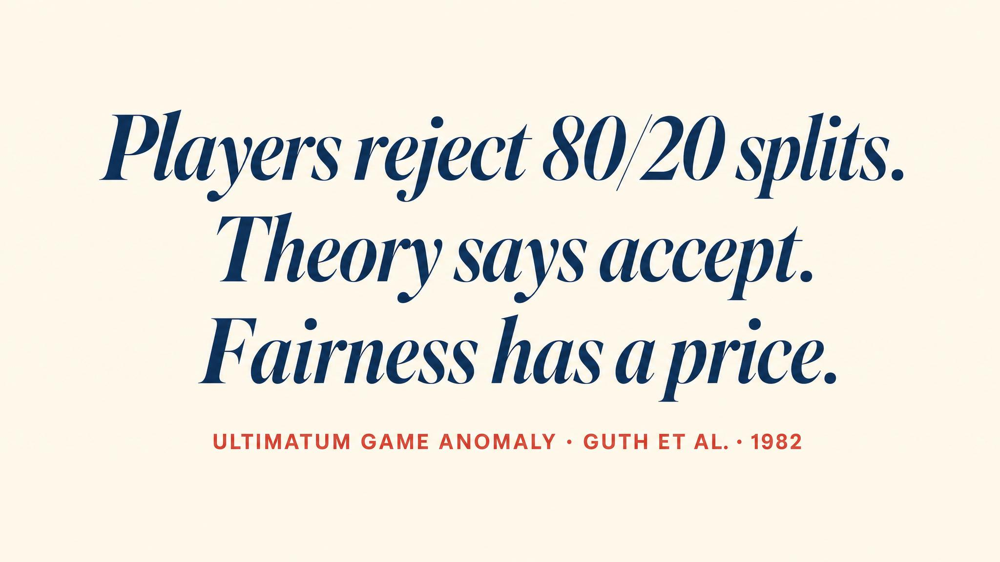 Players reject 80/20 splits.
Theory says accept.
Fairness has a price.
ULTIMATUM GAME ANOMALY · GUTH ET AL. · 1982